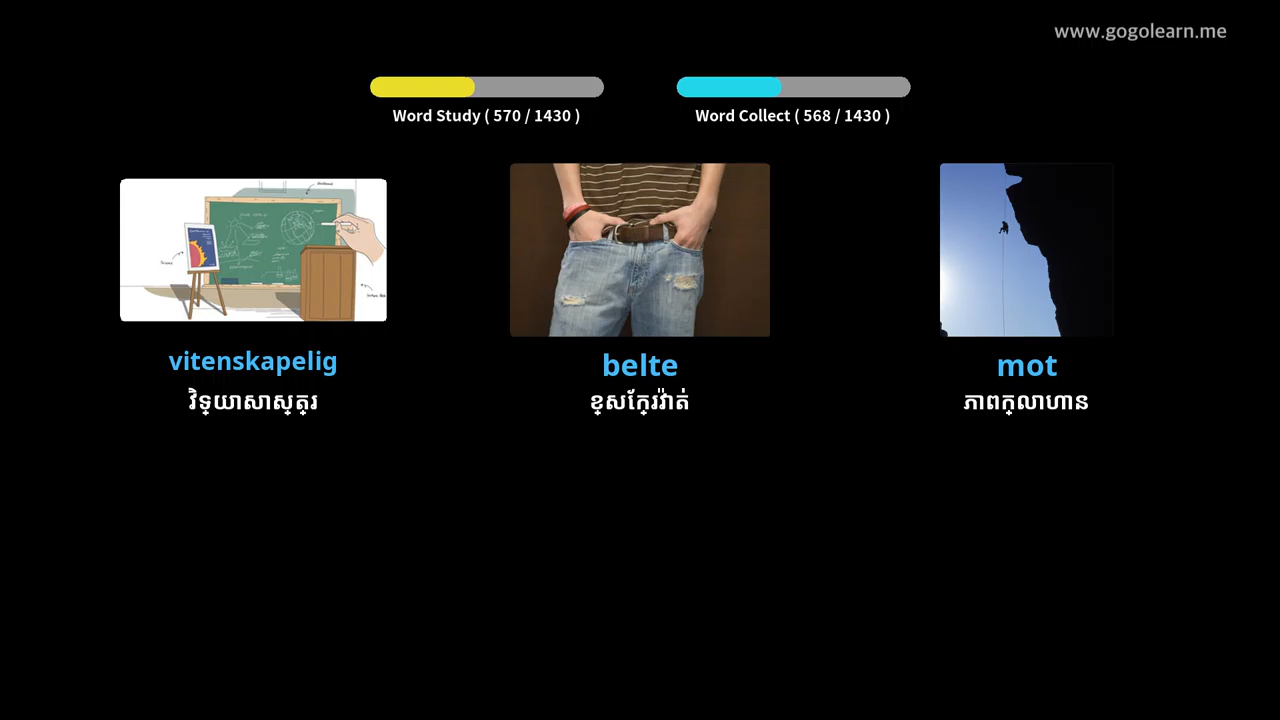 www.gogolearn.me
Word Study ( 570 / 1430 )
Word Collect ( 568 / 1430 )
vitenskapelig
វិទ្យាសាស្ត្រ
belte
ខ្សែក្រវ៉ាត់
mot
ភាពក្លាហាន